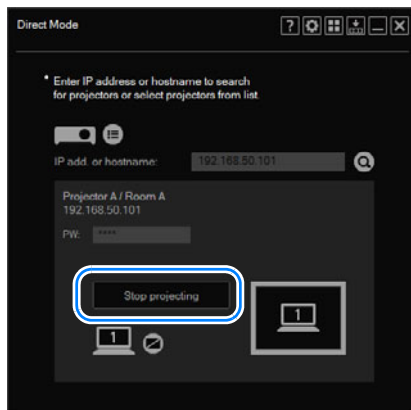 Direct Mode
* Enter IP address or hostname to search
for projectors or select projectors from list.
IP add. or hostname: 192.168.50.101
Projector A / Room A
192.168.50.101
PW: ****
Stop projecting
1
1